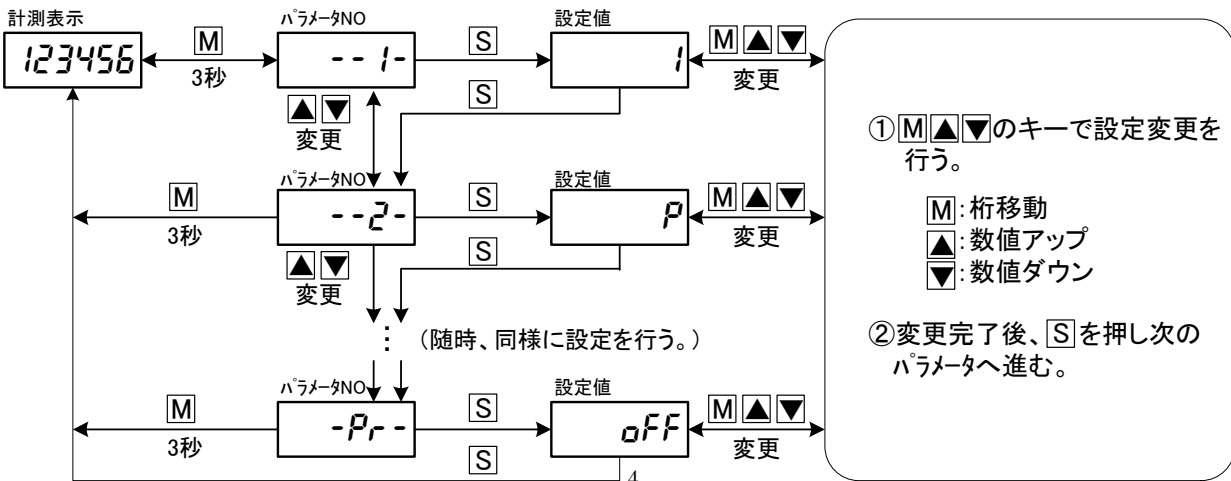 計測表示
123456
M
3秒
パラメータNO
--1-
S
設定値
1
M▲▼
変更
▲▼
変更
S
パラメータNO
--2-
M
3秒
S
設定値
P
M▲▼
変更
▲▼
変更
S
⋮
(随時、同様に設定を行う。)
パラメータNO
-Pr-
M
3秒
S
設定値
oFF
M▲▼
変更
S
4
①M▲▼のキーで設定変更を
行う。
M:桁移動
▲:数値アップ
▼:数値ダウン
②変更完了後、Sを押し次の
パラメータへ進む。